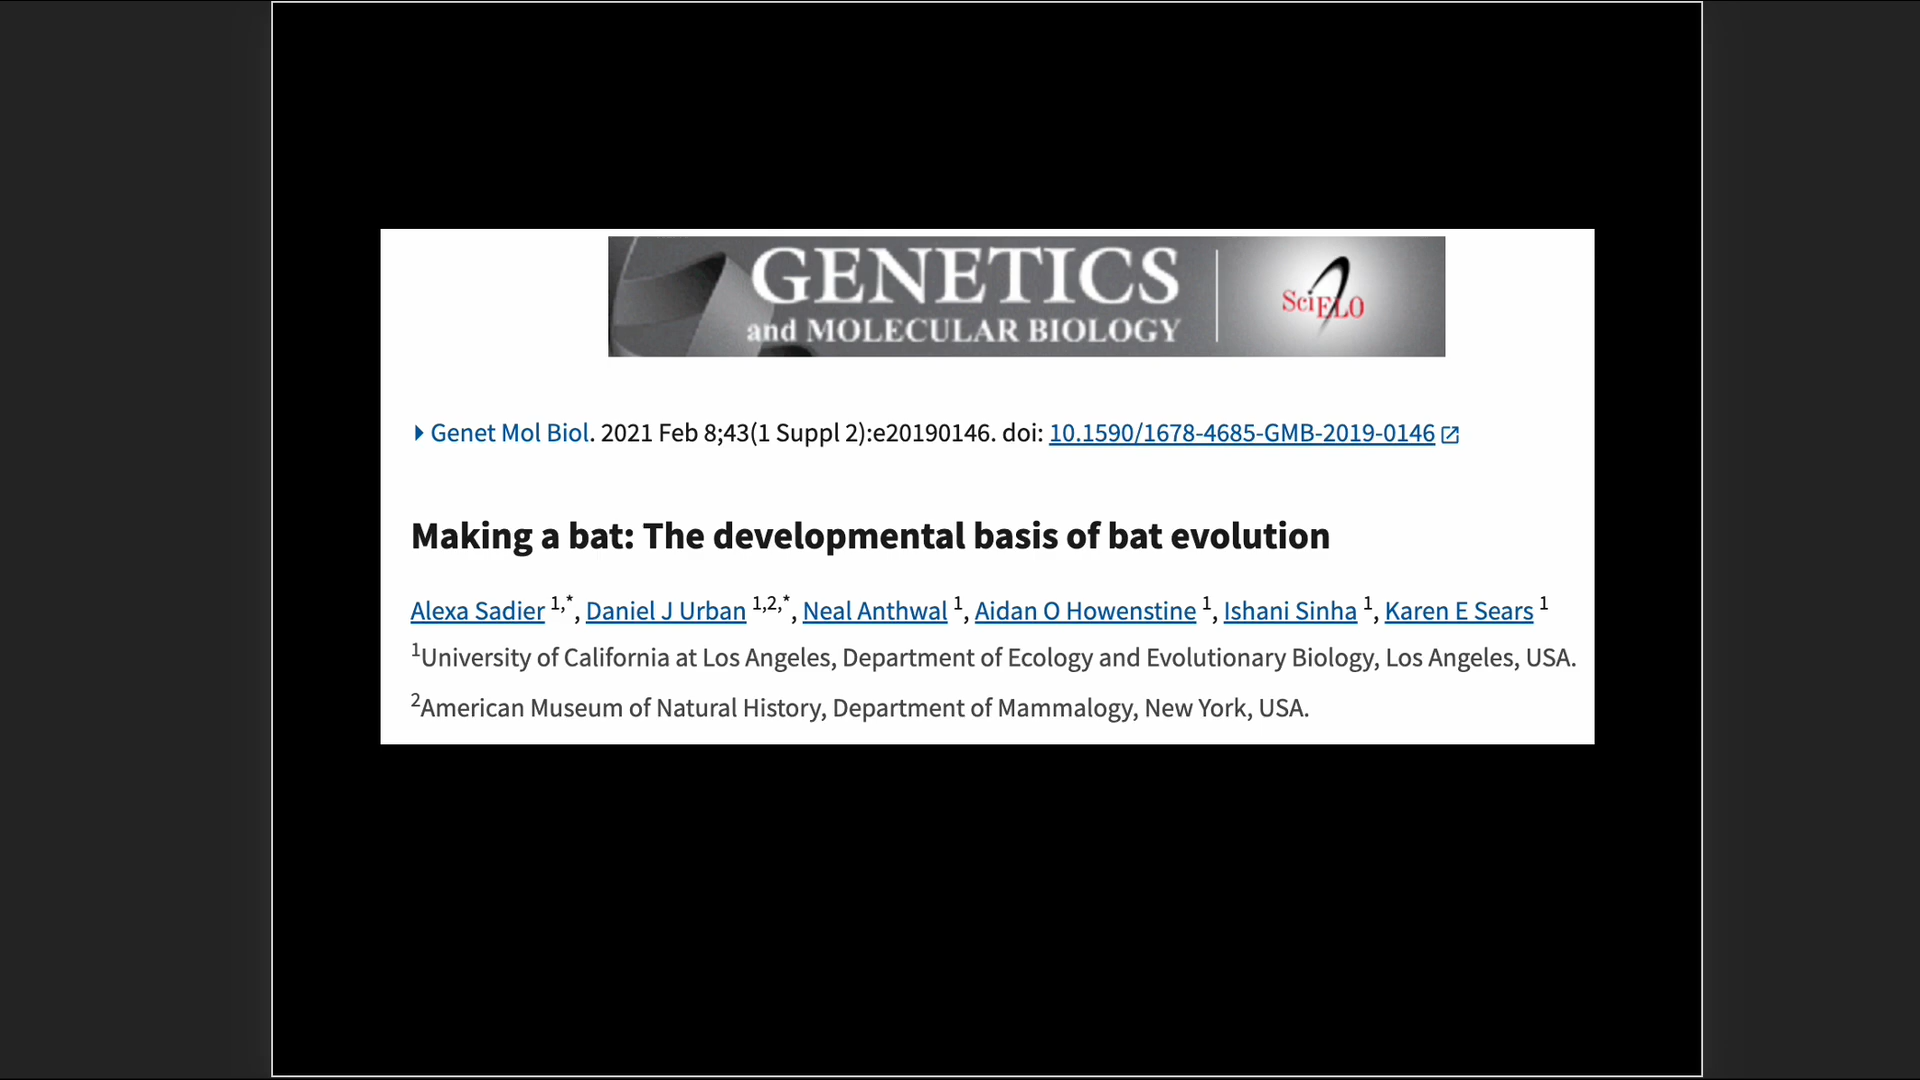 GENETICS
and MOLECULAR BIOLOGY
SciELO
Genet Mol Biol. 2021 Feb 8;43(1 Suppl 2):e20190146. doi: 10.1590/1678-4685-GMB-2019-0146
Making a bat: The developmental basis of bat evolution
Alexa Sadier 1,*, Daniel J Urban 1,2,*, Neal Anthwal 1, Aidan O Howenstine 1, Ishani Sinha 1, Karen E Sears 1
1University of California at Los Angeles, Department of Ecology and Evolutionary Biology, Los Angeles, USA.
2American Museum of Natural History, Department of Mammalogy, New York, USA.